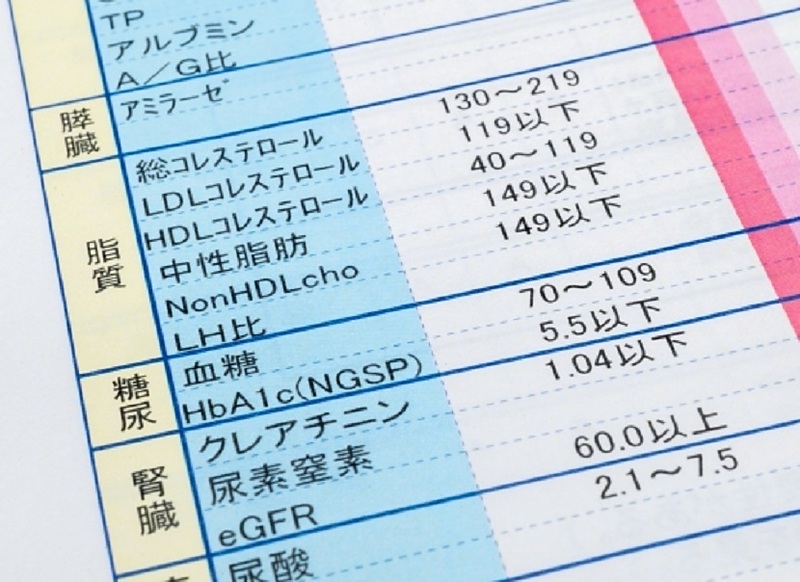 TP
アルブミン
A/G比
膵臓
アミラーゼ
脂質
総コレステロール 130～219
LDLコレステロール 119以下
HDLコレステロール 40～119
中性脂肪 149以下
NonHDLcho 149以下
LH比
糖尿
血糖 70～109
HbA1c(NGSP) 5.5以下
腎臓
クレアチニン 1.04以下
尿素窒素
eGFR 60.0以上
尿酸 2.1～7.5